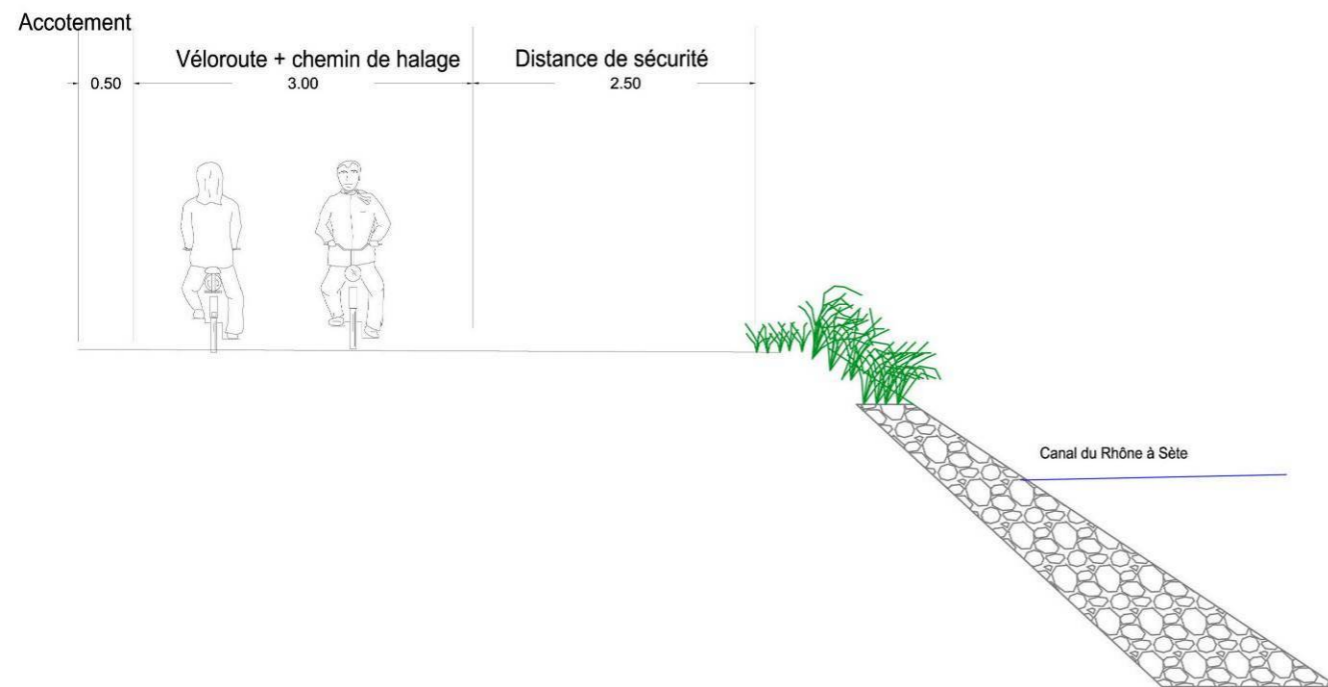 Accotement
Véloroute + chemin de halage
Distance de sécurité
0.50
3.00
2.50
Canal du Rhône à Sète